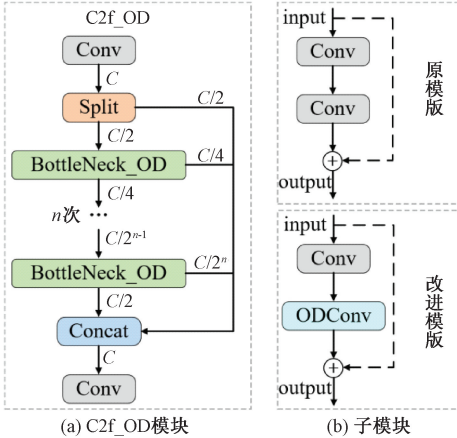 C2f_OD
Conv
C
Split
C/2
C/2
BottleNeck_OD
C/4
C/4
n次 ···
C/2ⁿ⁻¹
BottleNeck_OD
C/2ⁿ
C/2
Concat
C
Conv
(a) C2f_OD模块
input
Conv
Conv
+
output
原模版
input
Conv
ODConv
+
output
改进模版
(b) 子模块